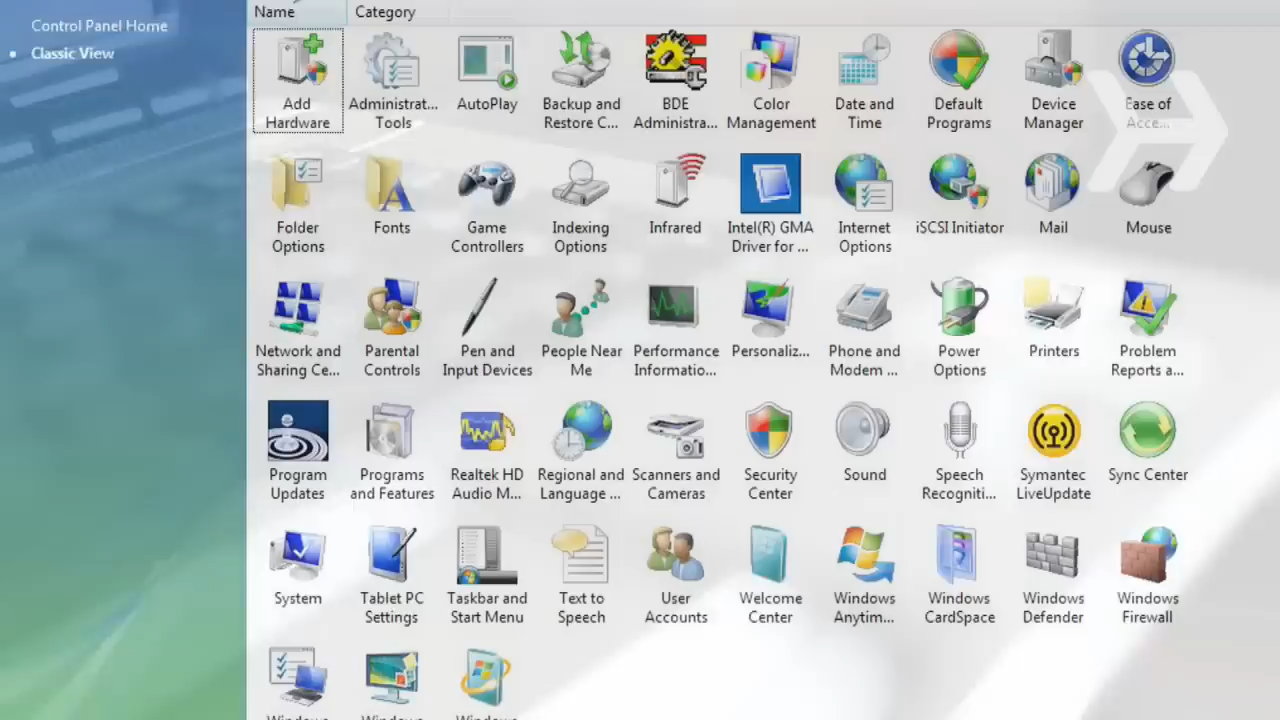 Control Panel Home
Classic View
Name Category
Add Hardware
Administrat... Tools
AutoPlay
Backup and Restore C...
BDE Administra...
Color Management
Date and Time
Default Programs
Device Manager
Ease of Acce...
Folder Options
Fonts
Game Controllers
Indexing Options
Infrared
Intel(R) GMA Driver for ...
Internet Options
iSCSI Initiator
Mail
Mouse
Network and Sharing Ce...
Parental Controls
Pen and Input Devices
People Near Me
Performance Informatio...
Personaliz...
Phone and Modem ...
Power Options
Printers
Problem Reports a...
Program Updates
Programs and Features
Realtek HD Audio M...
Regional and Language ...
Scanners and Cameras
Security Center
Sound
Speech Recogniti...
Symantec LiveUpdate
Sync Center
System
Tablet PC Settings
Taskbar and Start Menu
Text to Speech
User Accounts
Welcome Center
Windows Anytim...
Windows CardSpace
Windows Defender
Windows Firewall
Windows
Windows
Windows